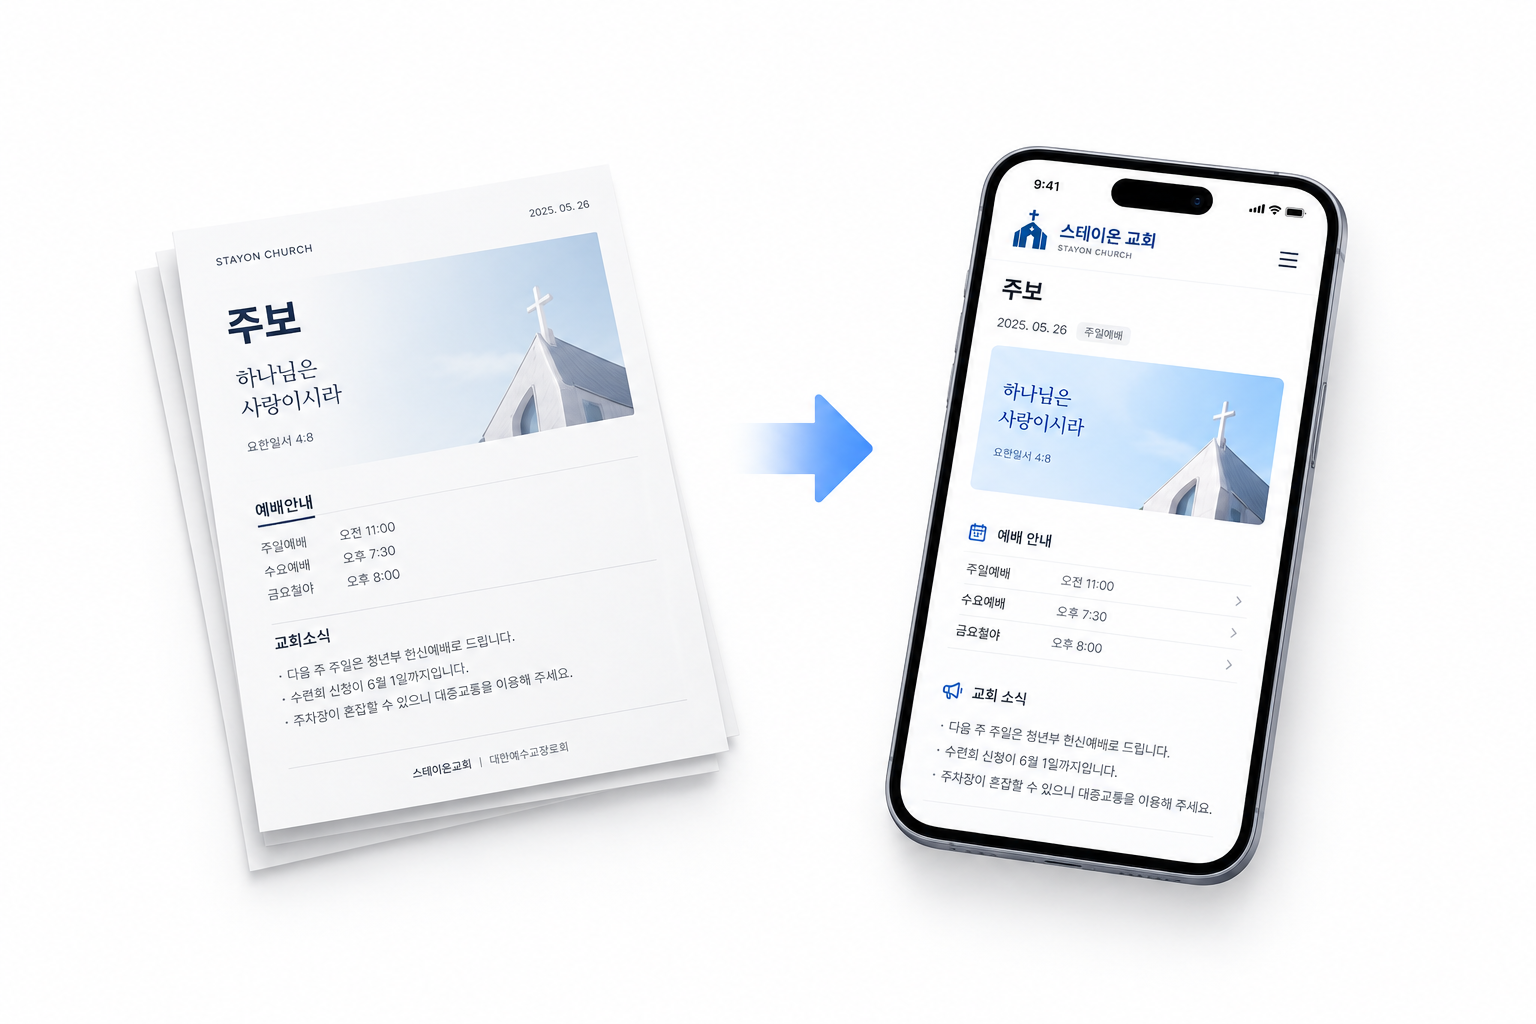 STAYON CHURCH
2025. 05. 26
주보
하나님은
사랑이시라
요한일서 4:8
예배안내
주일예배 오전 11:00
수요예배 오후 7:30
금요철야 오후 8:00
교회소식
· 다음 주 주일은 청년부 헌신예배로 드립니다.
· 수련회 신청이 6월 1일까지입니다.
· 주차장이 혼잡할 수 있으니 대중교통을 이용해 주세요.
스테이온교회 | 대한예수교장로회
9:41
스테이온 교회
STAYON CHURCH
주보
2025. 05. 26 주일예배
하나님은
사랑이시라
요한일서 4:8
예배 안내
주일예배 오전 11:00
수요예배 오후 7:30
금요철야 오후 8:00
교회 소식
· 다음 주 주일은 청년부 헌신예배로 드립니다.
· 수련회 신청이 6월 1일까지입니다.
· 주차장이 혼잡할 수 있으니 대중교통을 이용해 주세요.